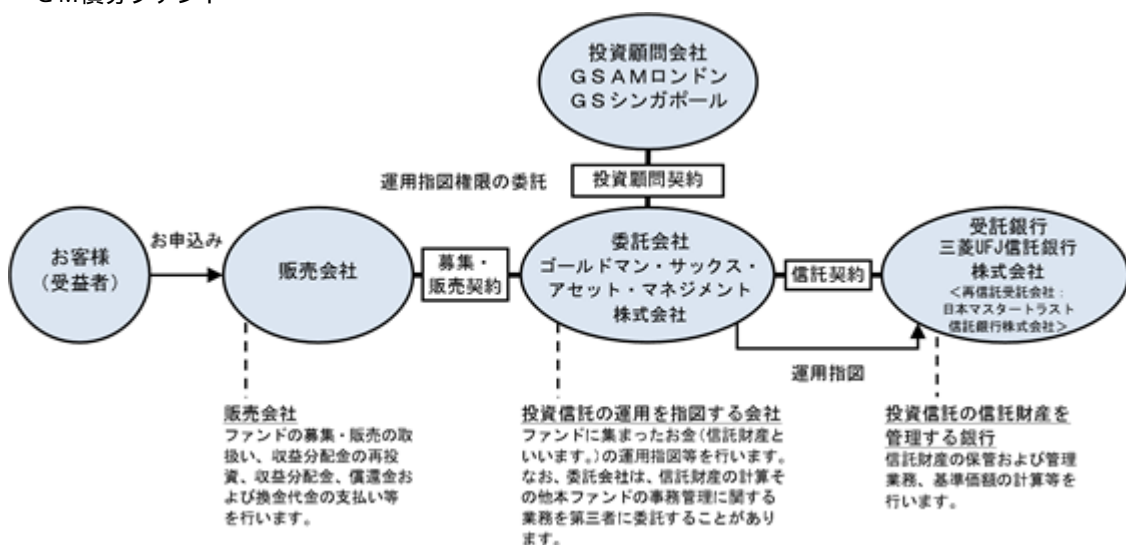 投資顧問会社
ＧＳＡＭロンドン
ＧＳシンガポール
運用指図権限の委託
投資顧問契約
お客様
（受益者）
お申込み
販売会社
募集・
販売契約
委託会社
ゴールドマン・サックス・
アセット・マネジメント
株式会社
信託契約
受託銀行
三菱UFJ信託銀行
株式会社
＜再信託受託会社：
日本マスタートラスト
信託銀行株式会社＞
運用指図
販売会社
ファンドの募集・販売の取
扱い、収益分配金の再投
資、収益分配金、償還金お
よび換金代金の支払い等
を行います。
投資信託の運用を指図する会社
ファンドに集まったお金（信託財産と
いいます。）の運用指図等を行います。
なお、委託会社は、信託財産の計算そ
の他本ファンドの事務管理に関する
業務を第三者に委託することがあり
ます。
投資信託の信託財産を
管理する銀行
信託財産の保管および管理
業務、基準価額の計算等を
行います。